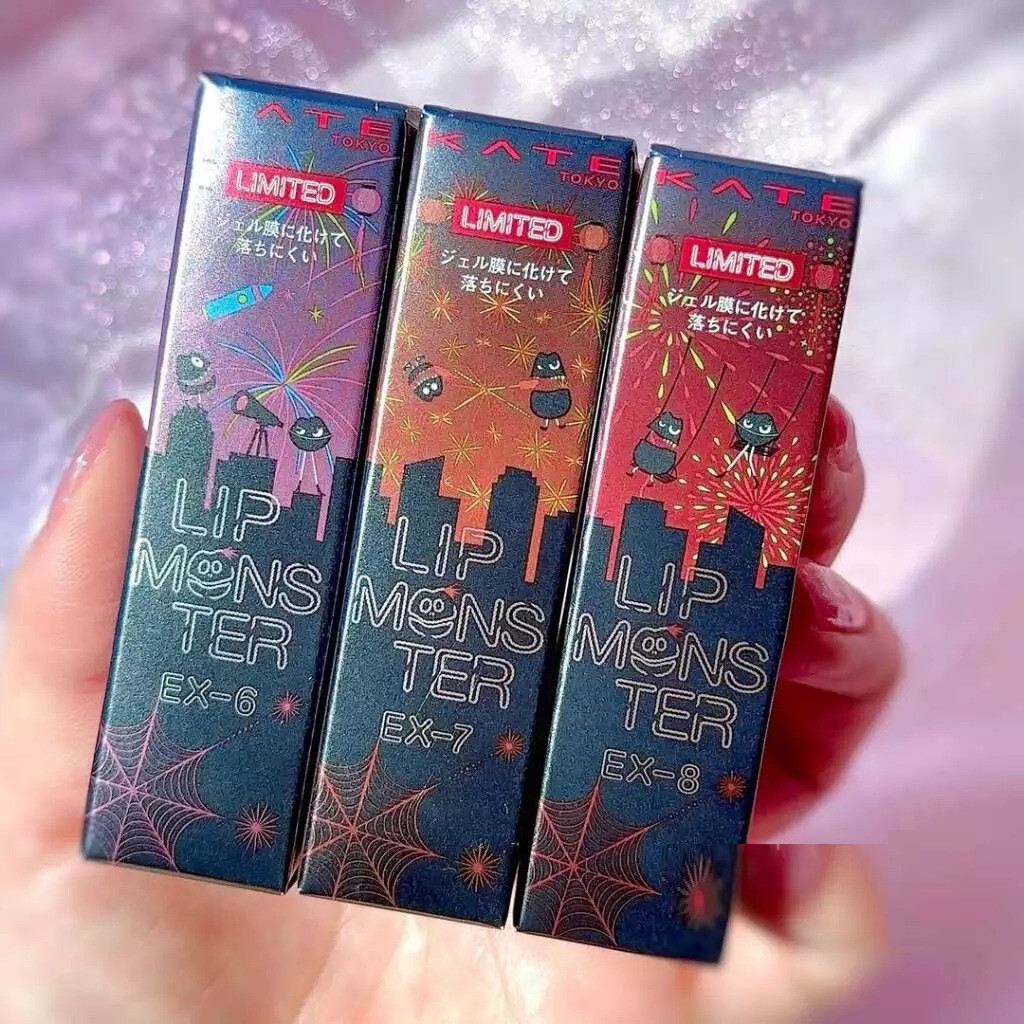 ATE
TOKYO
LIMITED
ェル膜に化けて
落ちにくい
LIP
MONS
TER
EX-6
KATE
TOKYO
LIMITED
ジェル膜に化けて
落ちにくい
LIP
MONS
TER
EX-7
KATE
TOKYO
LIMITED
ジェル膜に化けて
落ちにくい
LIP
MONS
TER
EX-8